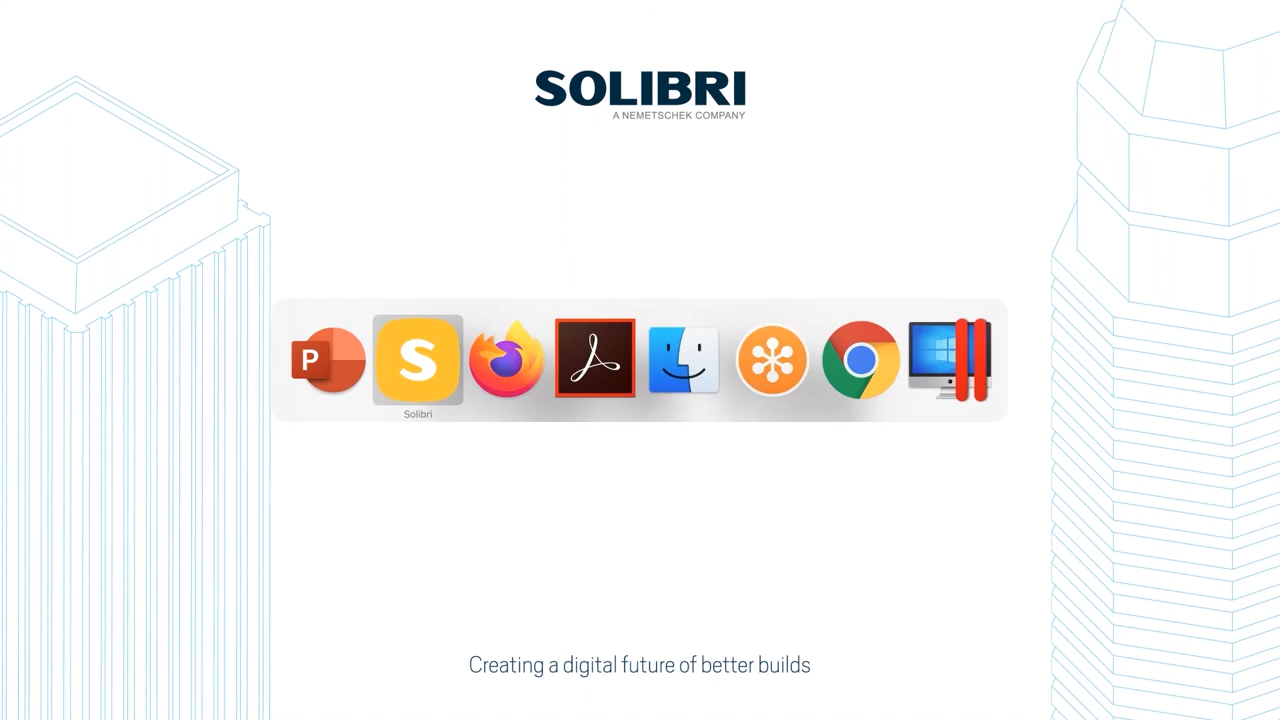 SOLIBRI
A NEMETSCHEK COMPANY
P
S
Solibri
Creating a digital future of better builds